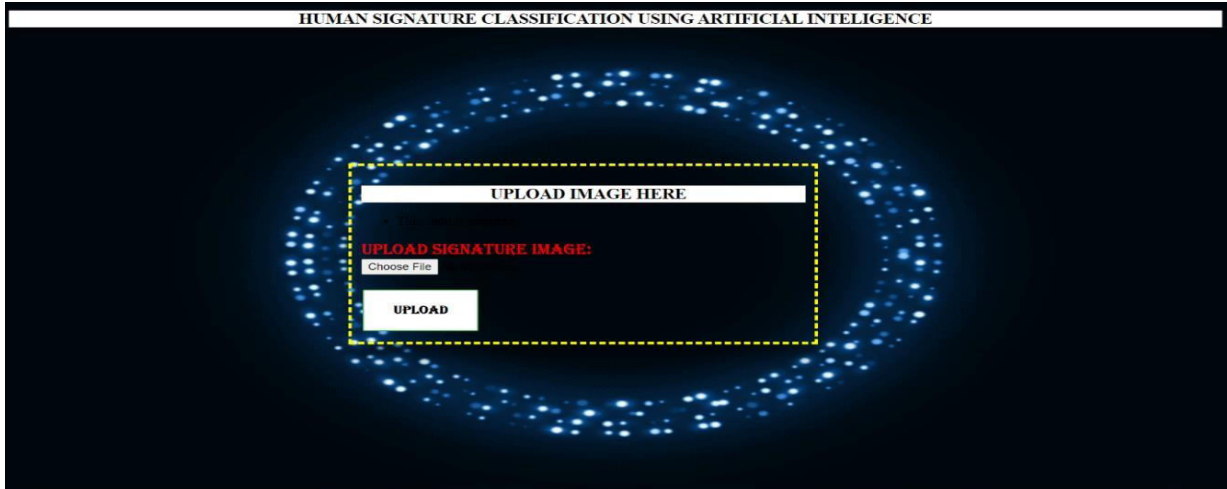 HUMAN SIGNATURE CLASSIFICATION USING ARTIFICIAL INTELIGENCE
UPLOAD IMAGE HERE
UPLOAD SIGNATURE IMAGE:
Choose File
UPLOAD